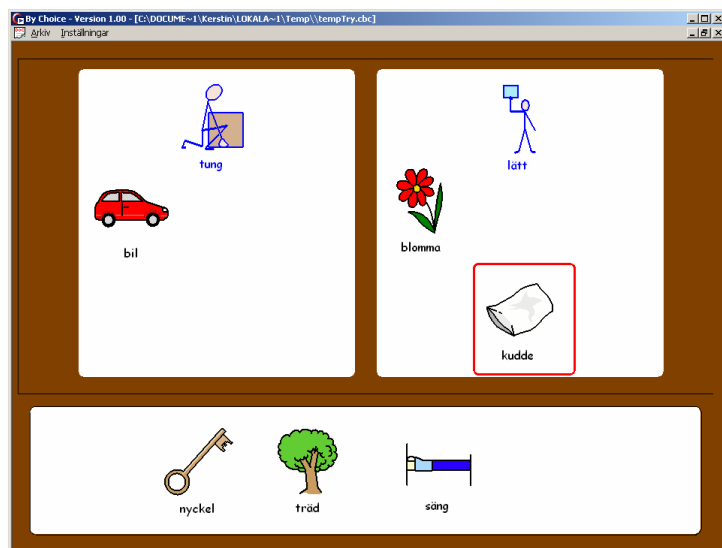 By Choice - Version 1.00 - [C:\DOCUME~1\Kerstin\LOKALA~1\Temp\\tempTry.cbc]
Arkiv Inställningar
tung
lätt
bil
blomma
kudde
nyckel
träd
säng